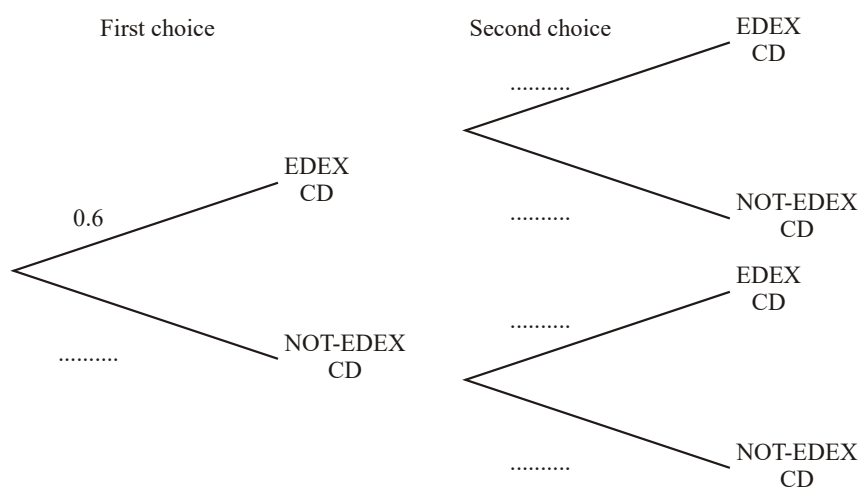 First choice
Second choice
EDEX
CD
..........
EDEX
CD
0.6
NOT-EDEX
CD
..........
EDEX
CD
..........
NOT-EDEX
CD
..........
NOT-EDEX
CD
..........